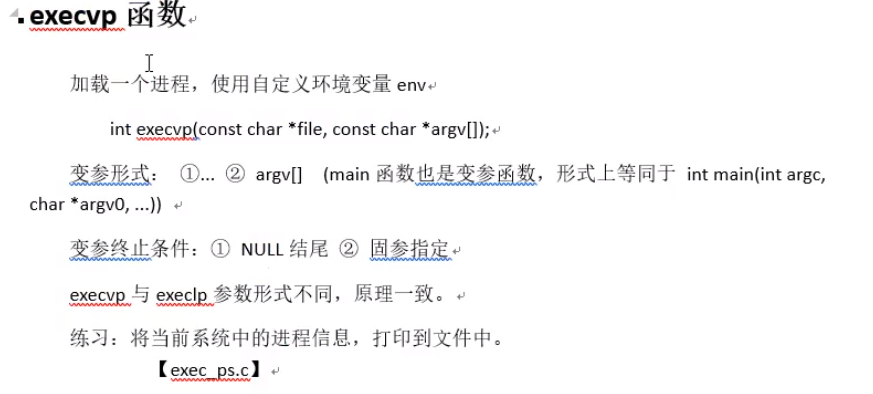 execvp 函数
加载一个进程，使用自定义环境变量 env
int execvp(const char *file, const char *argv[]);
变参形式： ①... ② argv[] (main 函数也是变参函数，形式上等同于 int main(int argc,
char *argv0, ...))
变参终止条件：① NULL 结尾 ② 固参指定
execvp 与 execlp 参数形式不同，原理一致。
练习：将当前系统中的进程信息，打印到文件中。
【exec_ps.c】